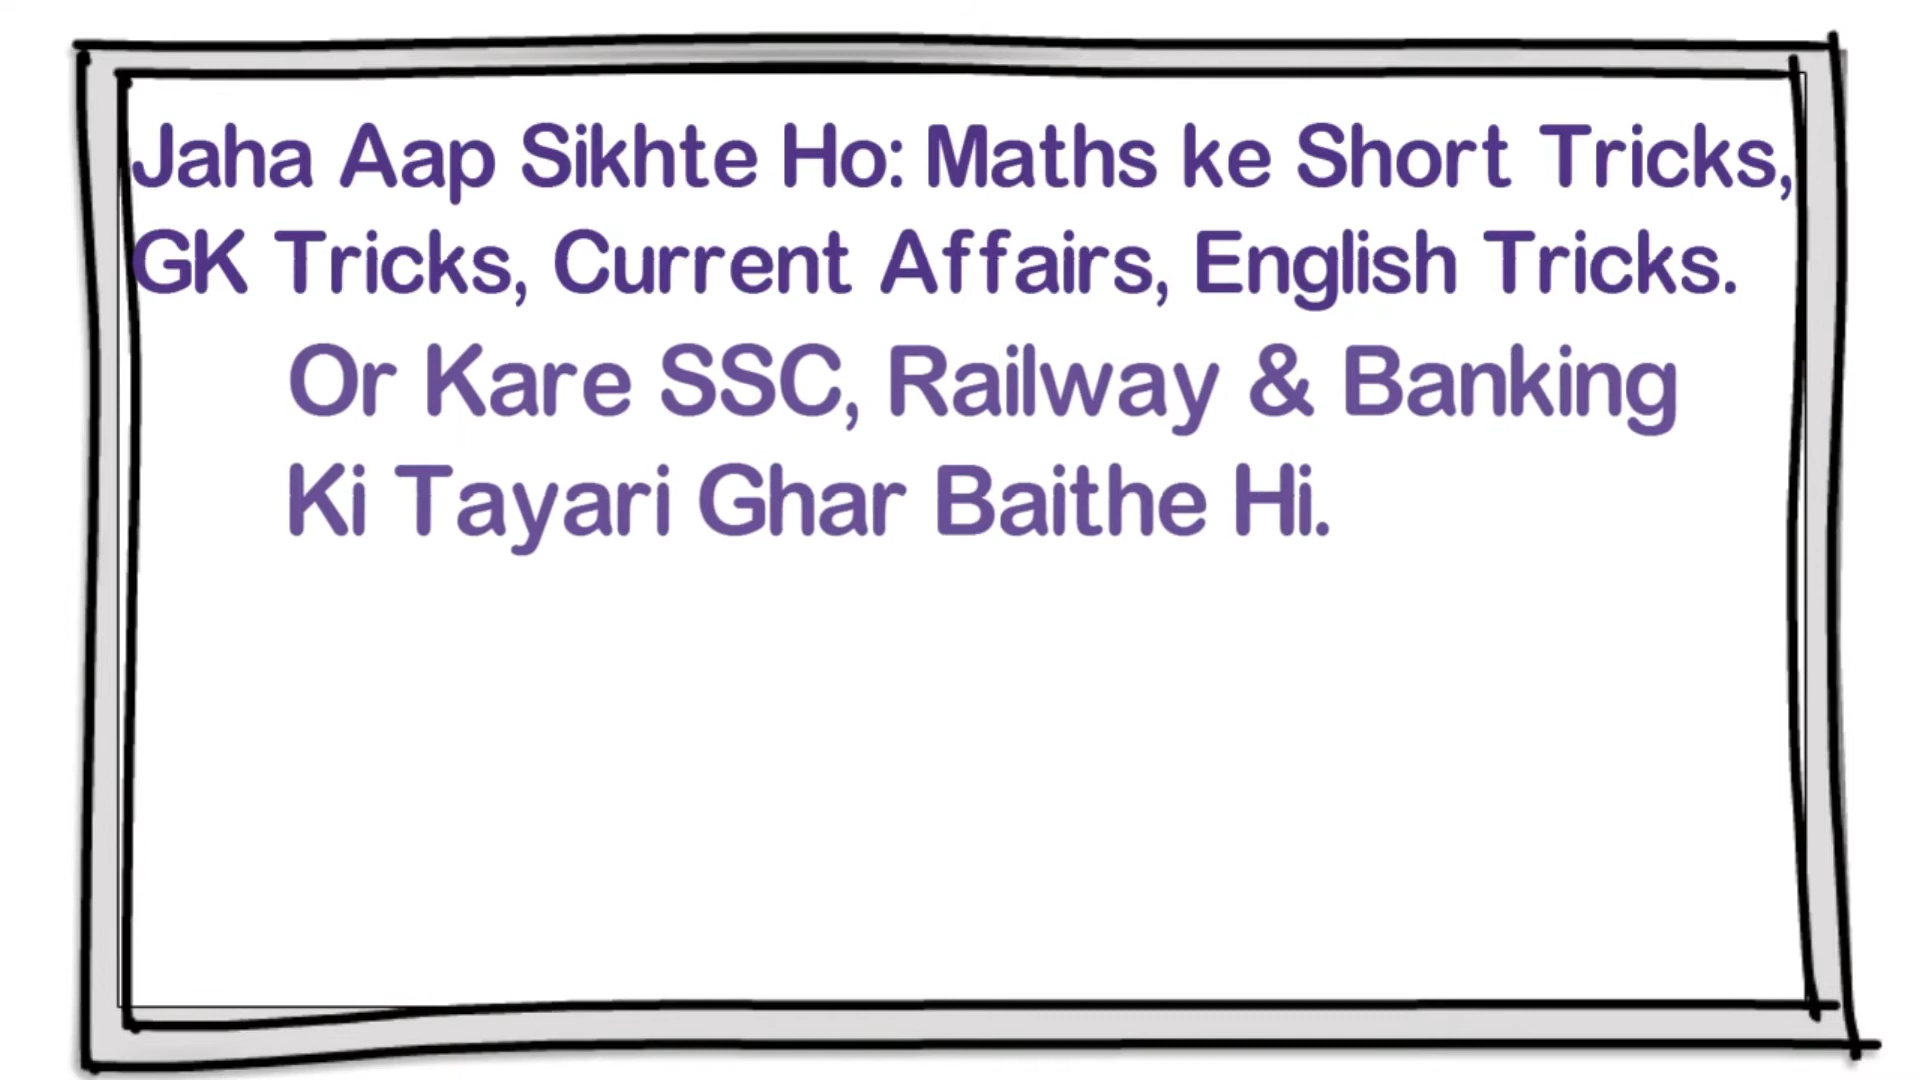 Jaha Aap Sikhte Ho: Maths ke Short Tricks,
GK Tricks, Current Affairs, English Tricks.
Or Kare SSC, Railway & Banking
Ki Tayari Ghar Baithe Hi.